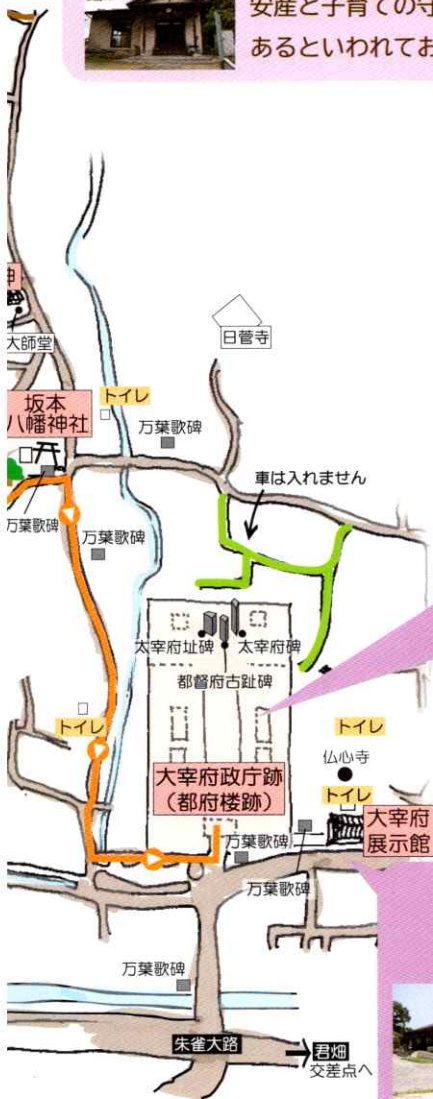 安産と子育ての守
あるといわれてお
日菅寺
神
大師堂
トイレ
坂本
八幡神社
万葉歌碑
車は入れません
万葉歌碑
万葉歌碑
太宰府址碑
太宰府碑
都督府古趾碑
トイレ
トイレ
仏心寺
トイレ
大宰府政庁跡
(都府楼跡)
大宰府
展示館
万葉歌碑
万葉歌碑
万葉歌碑
朱雀大路
君畑
交差点へ